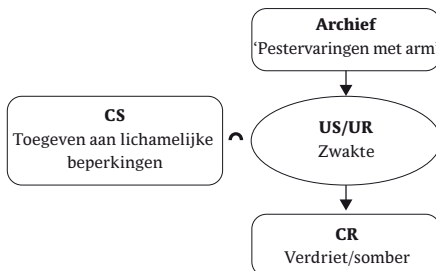 Archief
'Pestervaringen met arm'
CS
Toegeven aan lichamelijke
beperkingen
US/UR
Zwakte
CR
Verdriet/somber